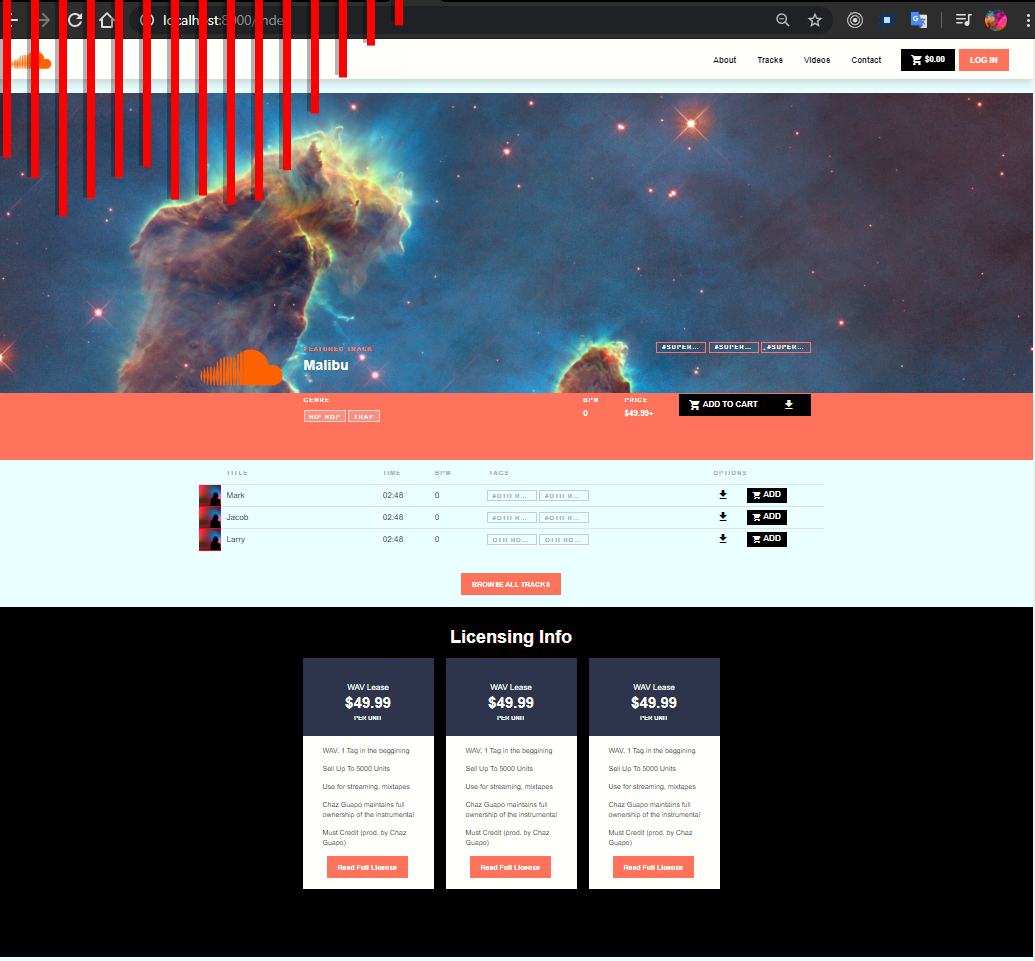 localhost:8000/inde
About Tracks Videos Contact $0.00 LOG IN
FEATURED TRACK
Malibu
#SUPER... #SUPER... #SUPER...
GENRE BPM PRICE
HIP HOP TRAP 0 $49.99+ ADD TO CART
TITLE TIME BPM TAGS OPTIONS
Mark 02:48 0 #OTH R... #OTH R... ADD
Jacob 02:48 0 #OTH R... #OTH R... ADD
Larry 02:48 0 OTH HO... OTH HO... ADD
BROWSE ALL TRACKS
Licensing Info
WAV Lease
$49.99
PER UNIT
WAV, 1 Tag in the beggining
Sell Up To 5000 Units
Use for streaming, mixtapes
Chaz Guapo maintains full
ownership of the instrumental
Must Credit (prod. by Chaz
Guapo)
Read Full License
WAV Lease
$49.99
PER UNIT
WAV, 1 Tag in the beggining
Sell Up To 5000 Units
Use for streaming, mixtapes
Chaz Guapo maintains full
ownership of the instrumental
Must Credit (prod. by Chaz
Guapo)
Read Full License
WAV Lease
$49.99
PER UNIT
WAV, 1 Tag in the beggining
Sell Up To 5000 Units
Use for streaming, mixtapes
Chaz Guapo maintains full
ownership of the instrumental
Must Credit (prod. by Chaz
Guapo)
Read Full License